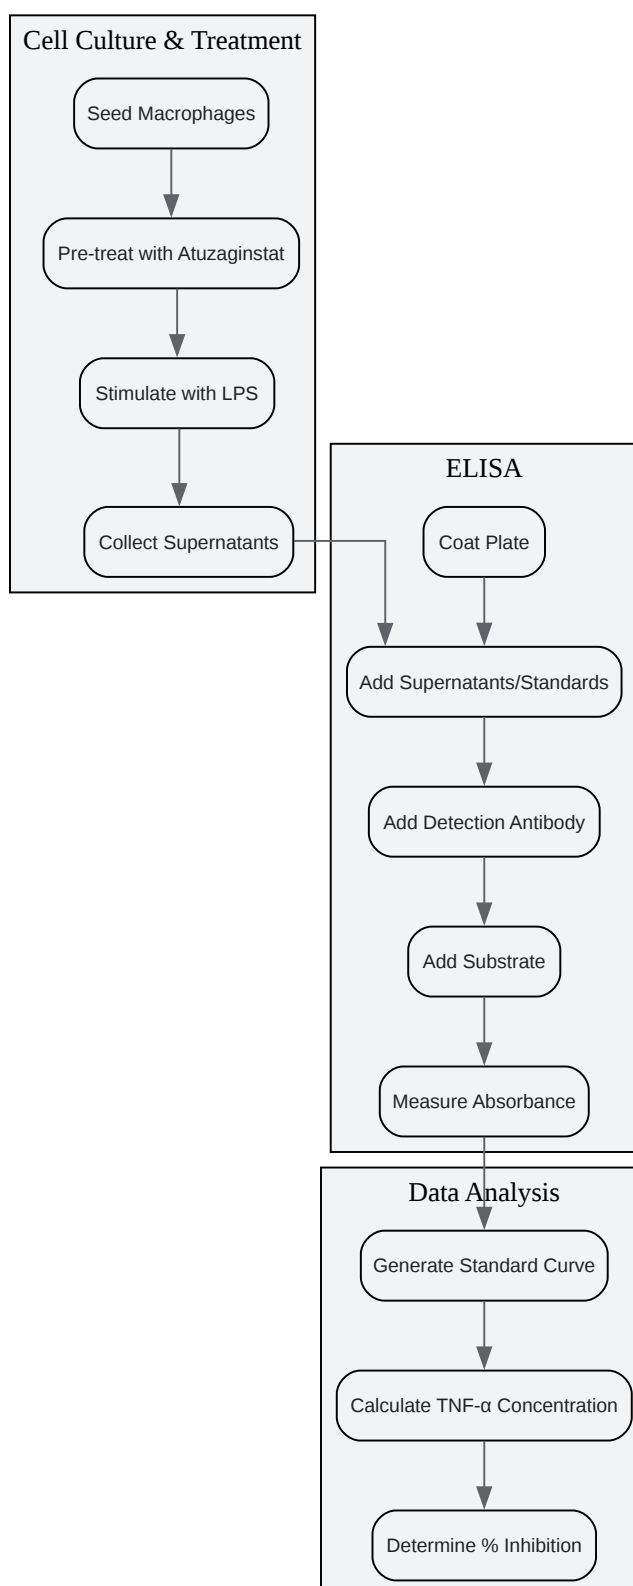 Cell Culture & Treatment
Seed Macrophages
Pre-treat with Atuzaginstat
Stimulate with LPS
Collect Supernatants
ELISA
Coat Plate
Add Supernatants/Standards
Add Detection Antibody
Add Substrate
Measure Absorbance
Data Analysis
Generate Standard Curve
Calculate TNF-α Concentration
Determine % Inhibition